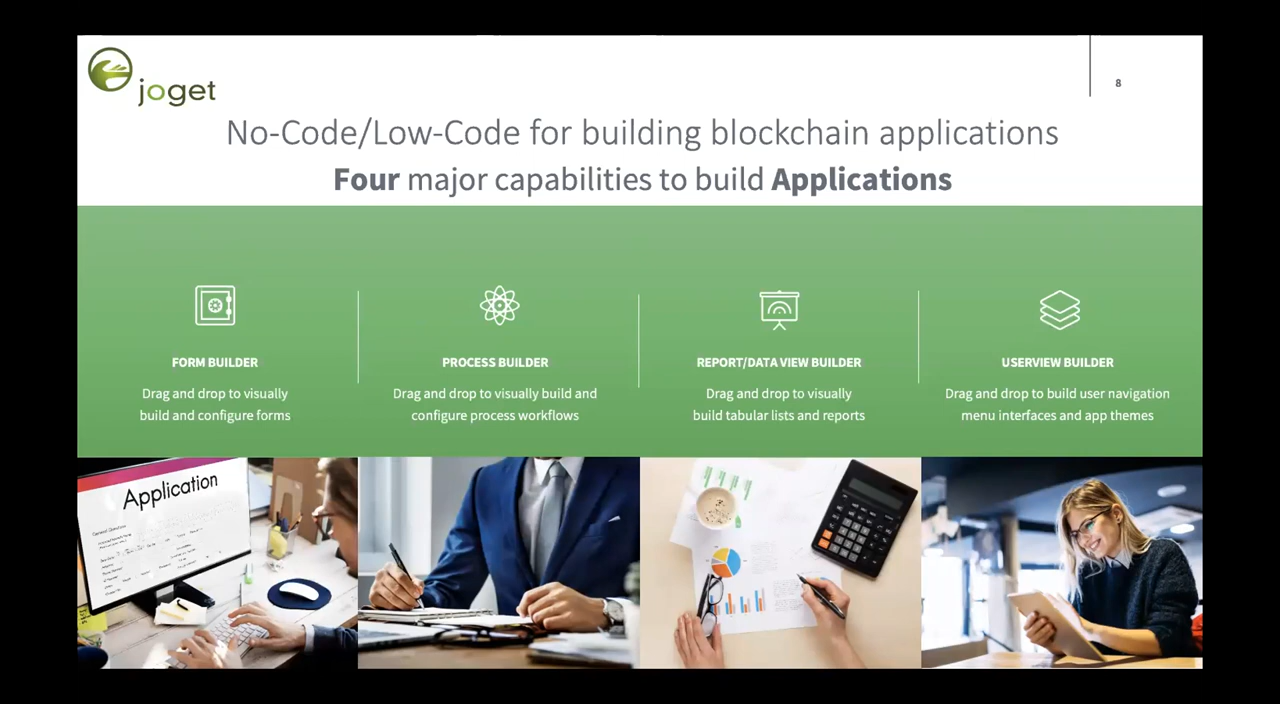 joget
8
No-Code/Low-Code for building blockchain applications
Four major capabilities to build Applications
FORM BUILDER
Drag and drop to visually
build and configure forms
PROCESS BUILDER
Drag and drop to visually build and
configure process workflows
REPORT/DATA VIEW BUILDER
Drag and drop to visually
build tabular lists and reports
USERVIEW BUILDER
Drag and drop to build user navigation
menu interfaces and app themes
Application